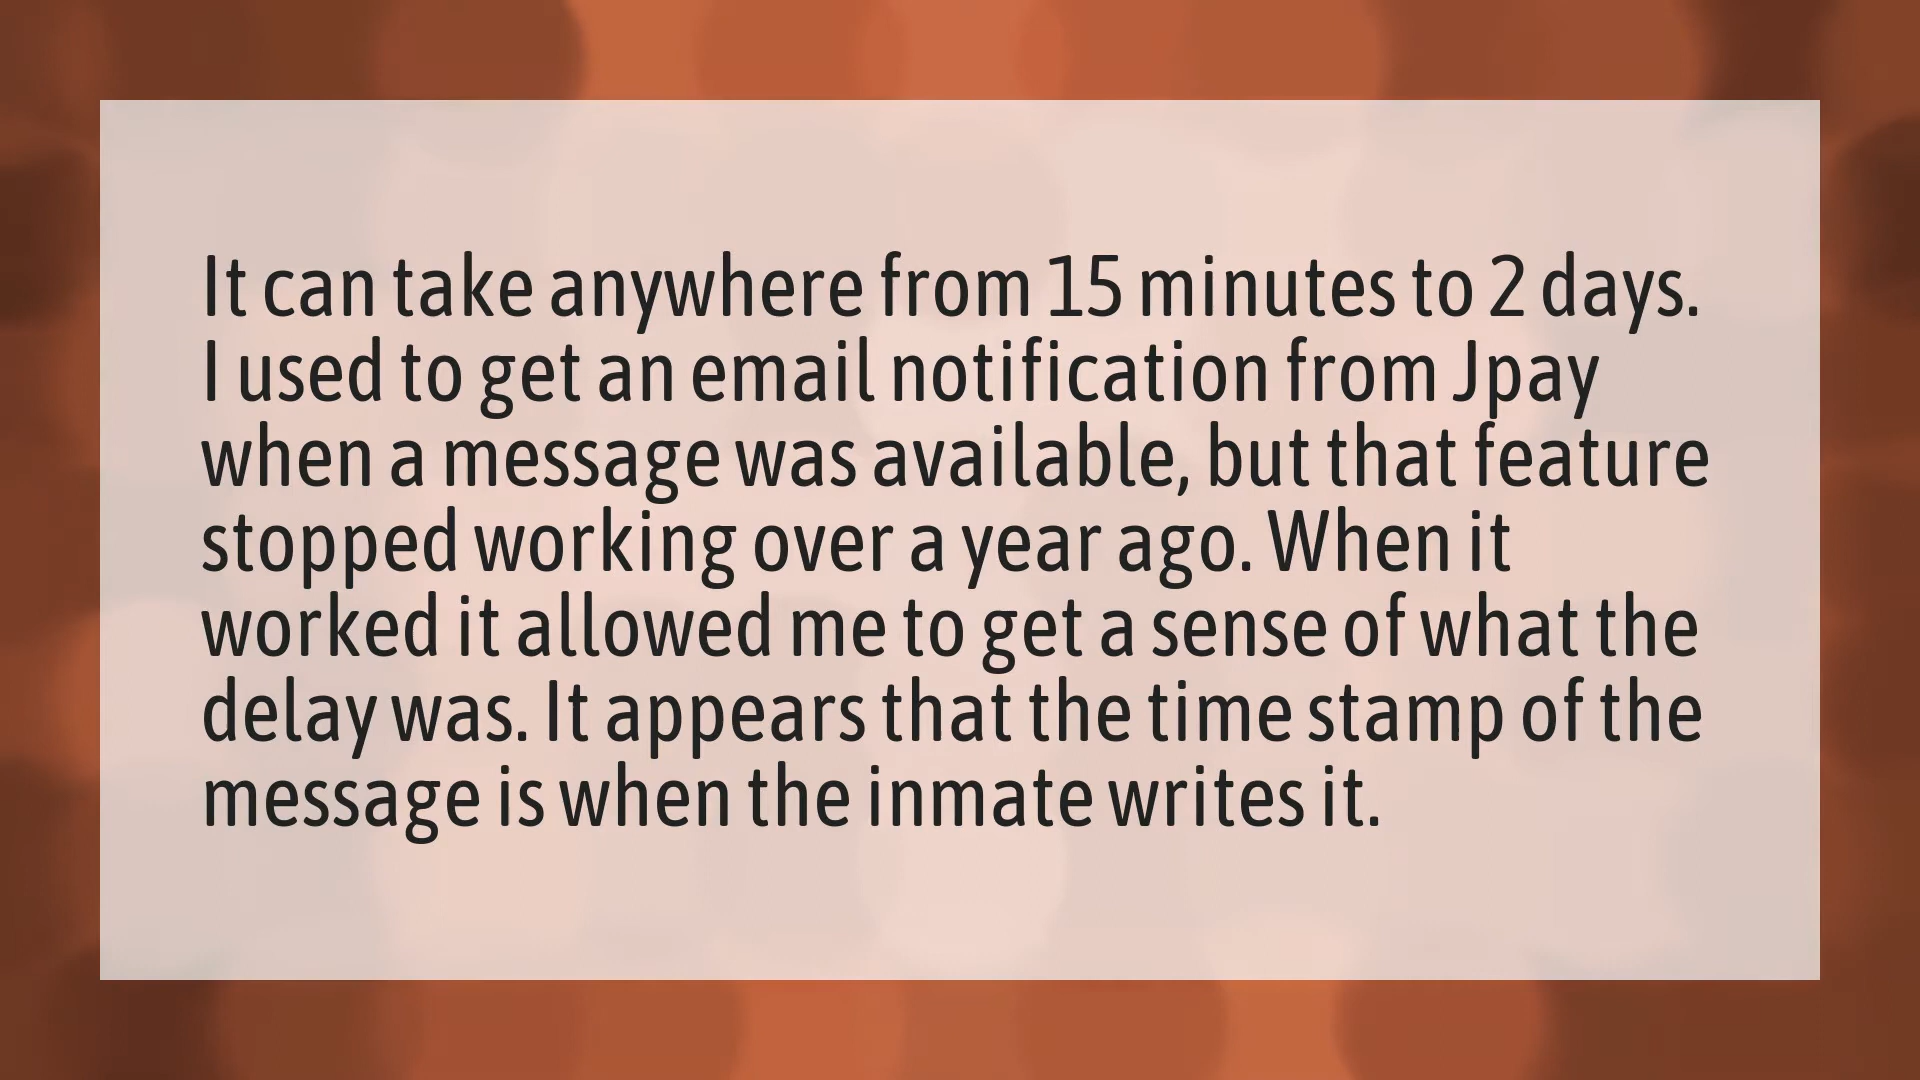 It can take anywhere from 15 minutes to 2 days.
I used to get an email notification from Jpay
when a message was available, but that feature
stopped working over a year ago. When it
worked it allowed me to get a sense of what the
delay was. It appears that the time stamp of the
message is when the inmate writes it.